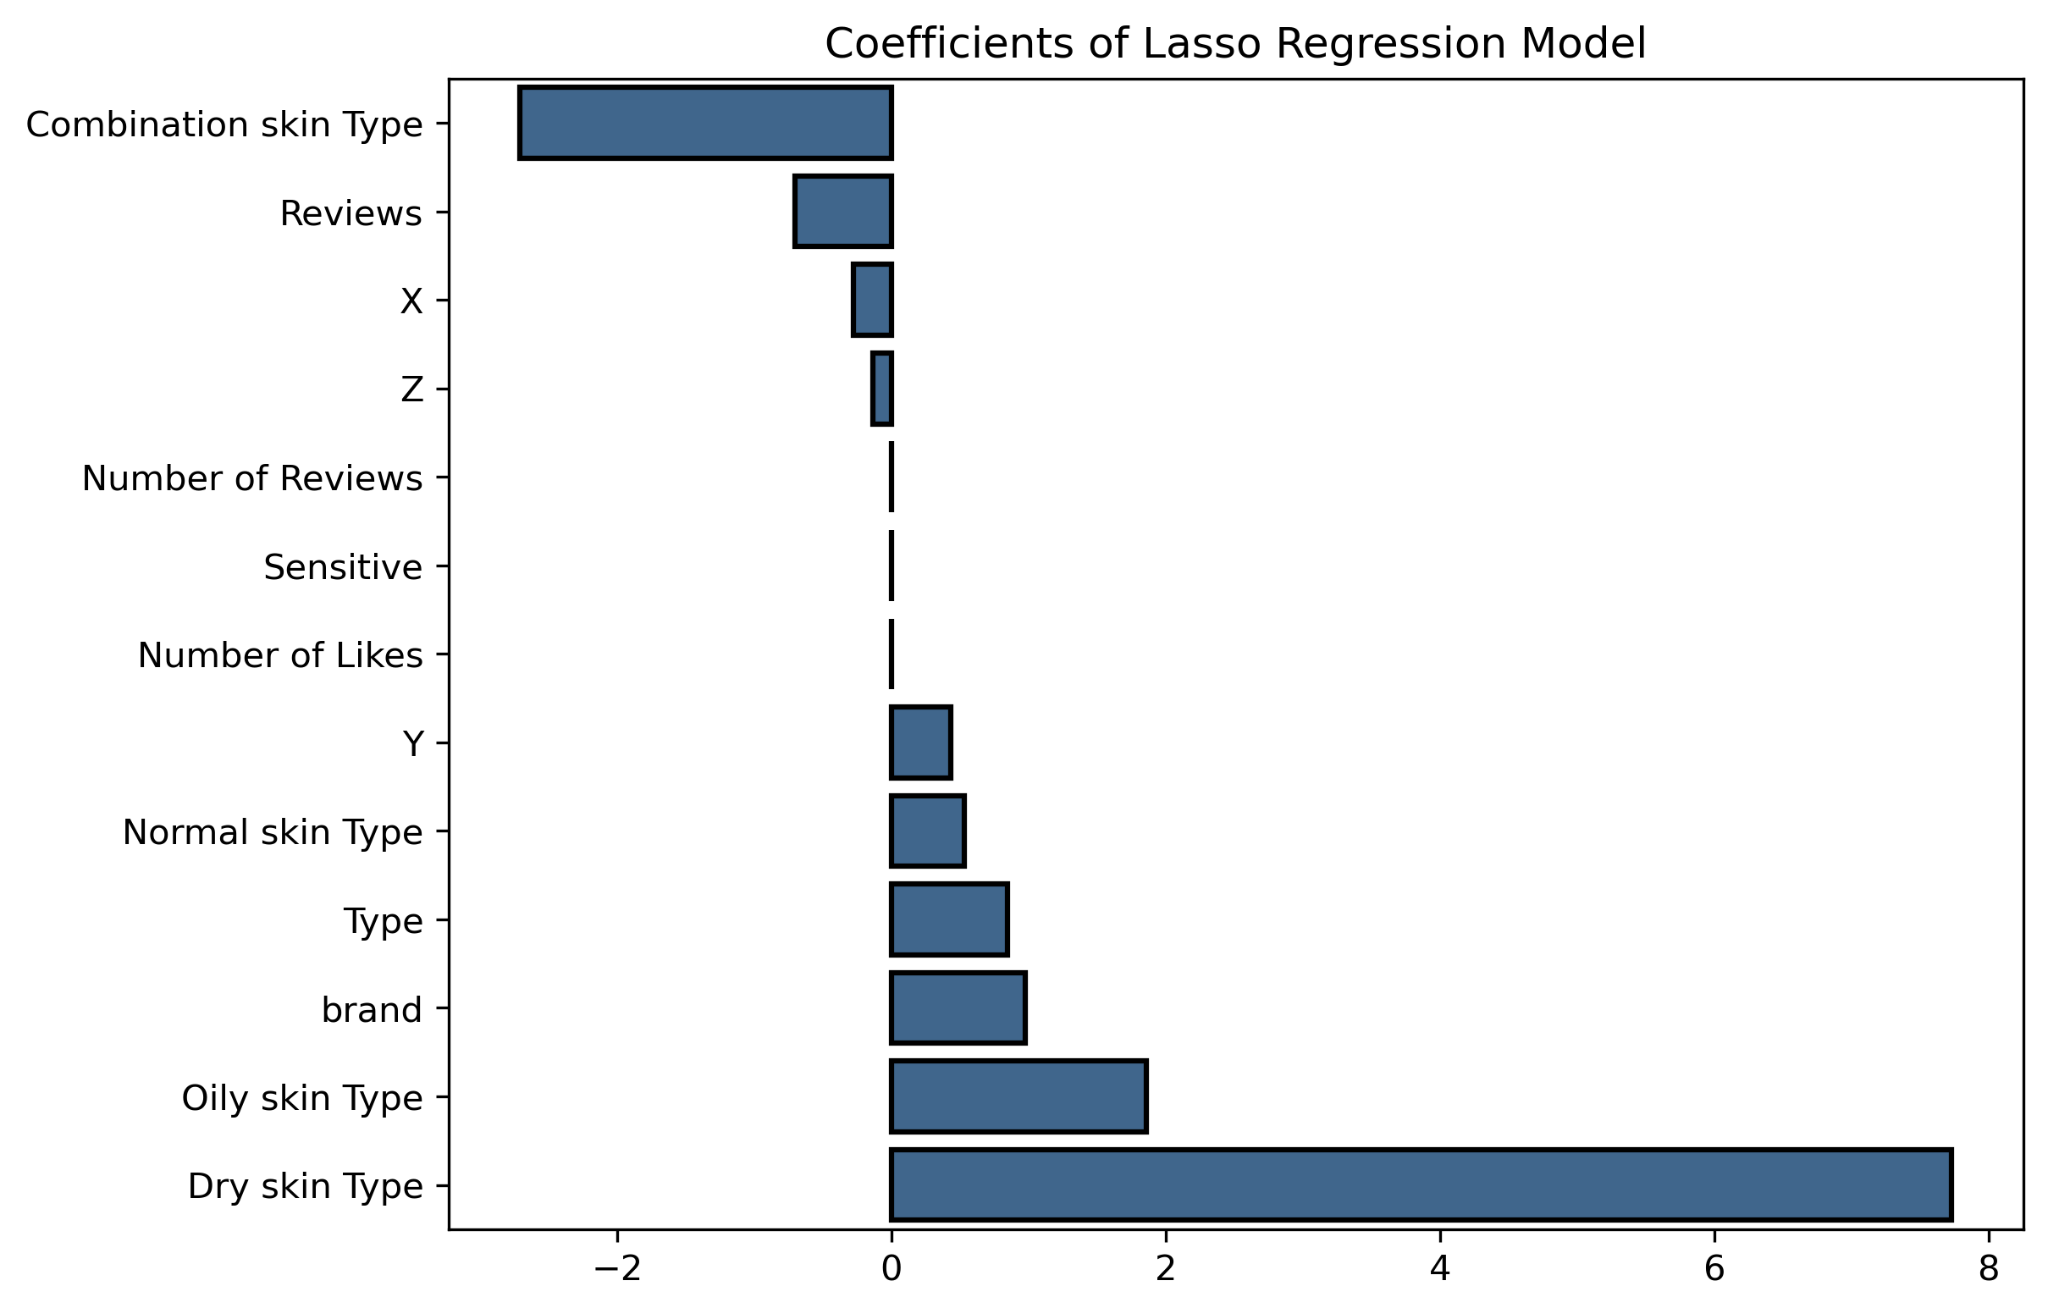 Coefficients of Lasso Regression Model
Combination skin Type
Reviews
X
Z
Number of Reviews
Sensitive
Number of Likes
Y
Normal skin Type
Type
brand
Oily skin Type
Dry skin Type
−2 0 2 4 6 8